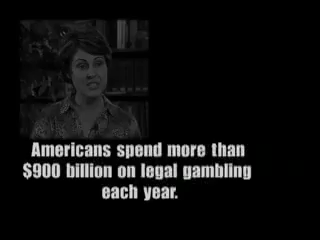 Americans spend more than
$900 billion on legal gambling
each year.